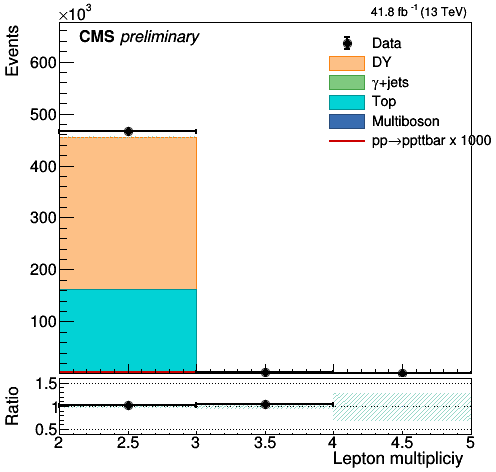 ×10³
41.8 fb⁻¹ (13 TeV)
CMS preliminary
Events
Data
DY
γ+jets
Top
Multiboson
pp→ppttbar x 1000
600
500
400
300
200
100
Ratio
1.5
1
0.5
2 2.5 3 3.5 4 4.5 5
Lepton multipliciy